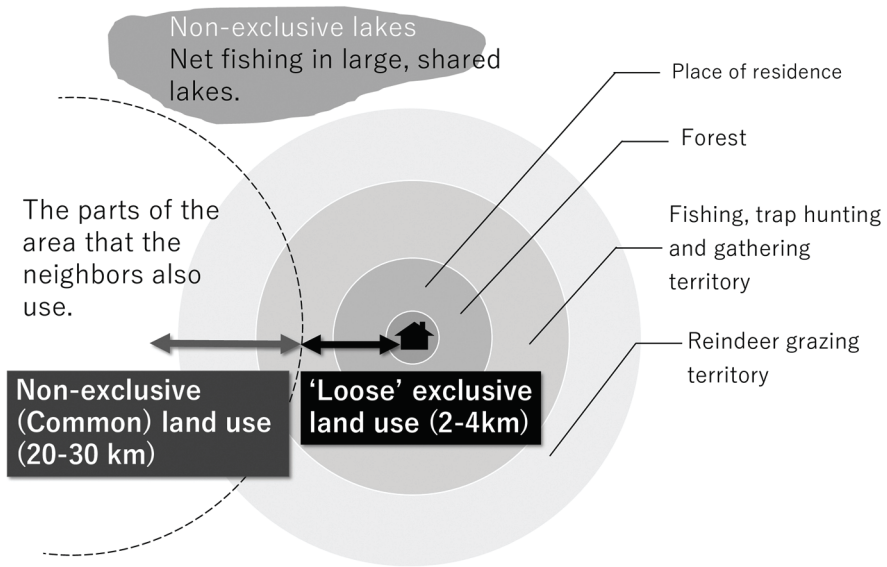 Non-exclusive lakes
Net fishing in large, shared
lakes.
Place of residence
Forest
The parts of the
area that the
neighbors also
use.
Fishing, trap hunting
and gathering
territory
Reindeer grazing
territory
Non-exclusive
(Common) land use
(20-30 km)
‘Loose’ exclusive
land use (2-4km)